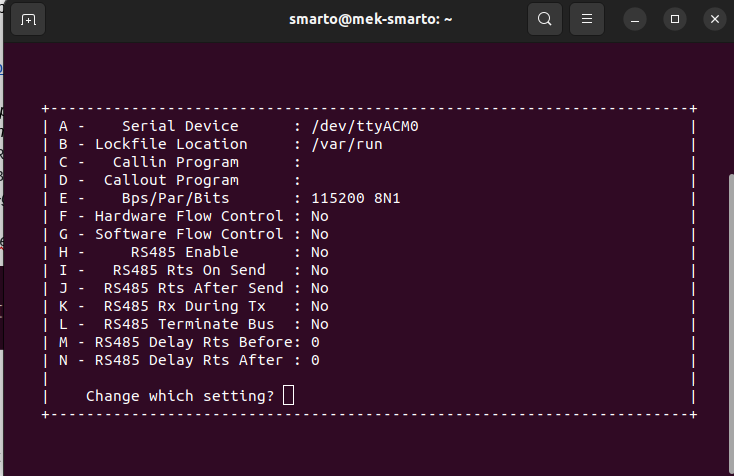 smarto@mek-smarto: ~
+-----------------------------------------------------------------------+
| A -    Serial Device      : /dev/ttyACM0                              |
| B - Lockfile Location     : /var/run                                  |
| C -   Callin Program      :                                           |
| D -  Callout Program      :                                           |
| E -    Bps/Par/Bits       : 115200 8N1                                |
| F - Hardware Flow Control : No                                        |
| G - Software Flow Control : No                                        |
| H -     RS485 Enable      : No                                        |
| I -   RS485 Rts On Send   : No                                        |
| J -  RS485 Rts After Send : No                                        |
| K -  RS485 Rx During Tx   : No                                        |
| L -  RS485 Terminate Bus  : No                                        |
| M - RS485 Delay Rts Before: 0                                         |
| N - RS485 Delay Rts After : 0                                         |
|                                                                       |
|    Change which setting?                                              |
+-----------------------------------------------------------------------+